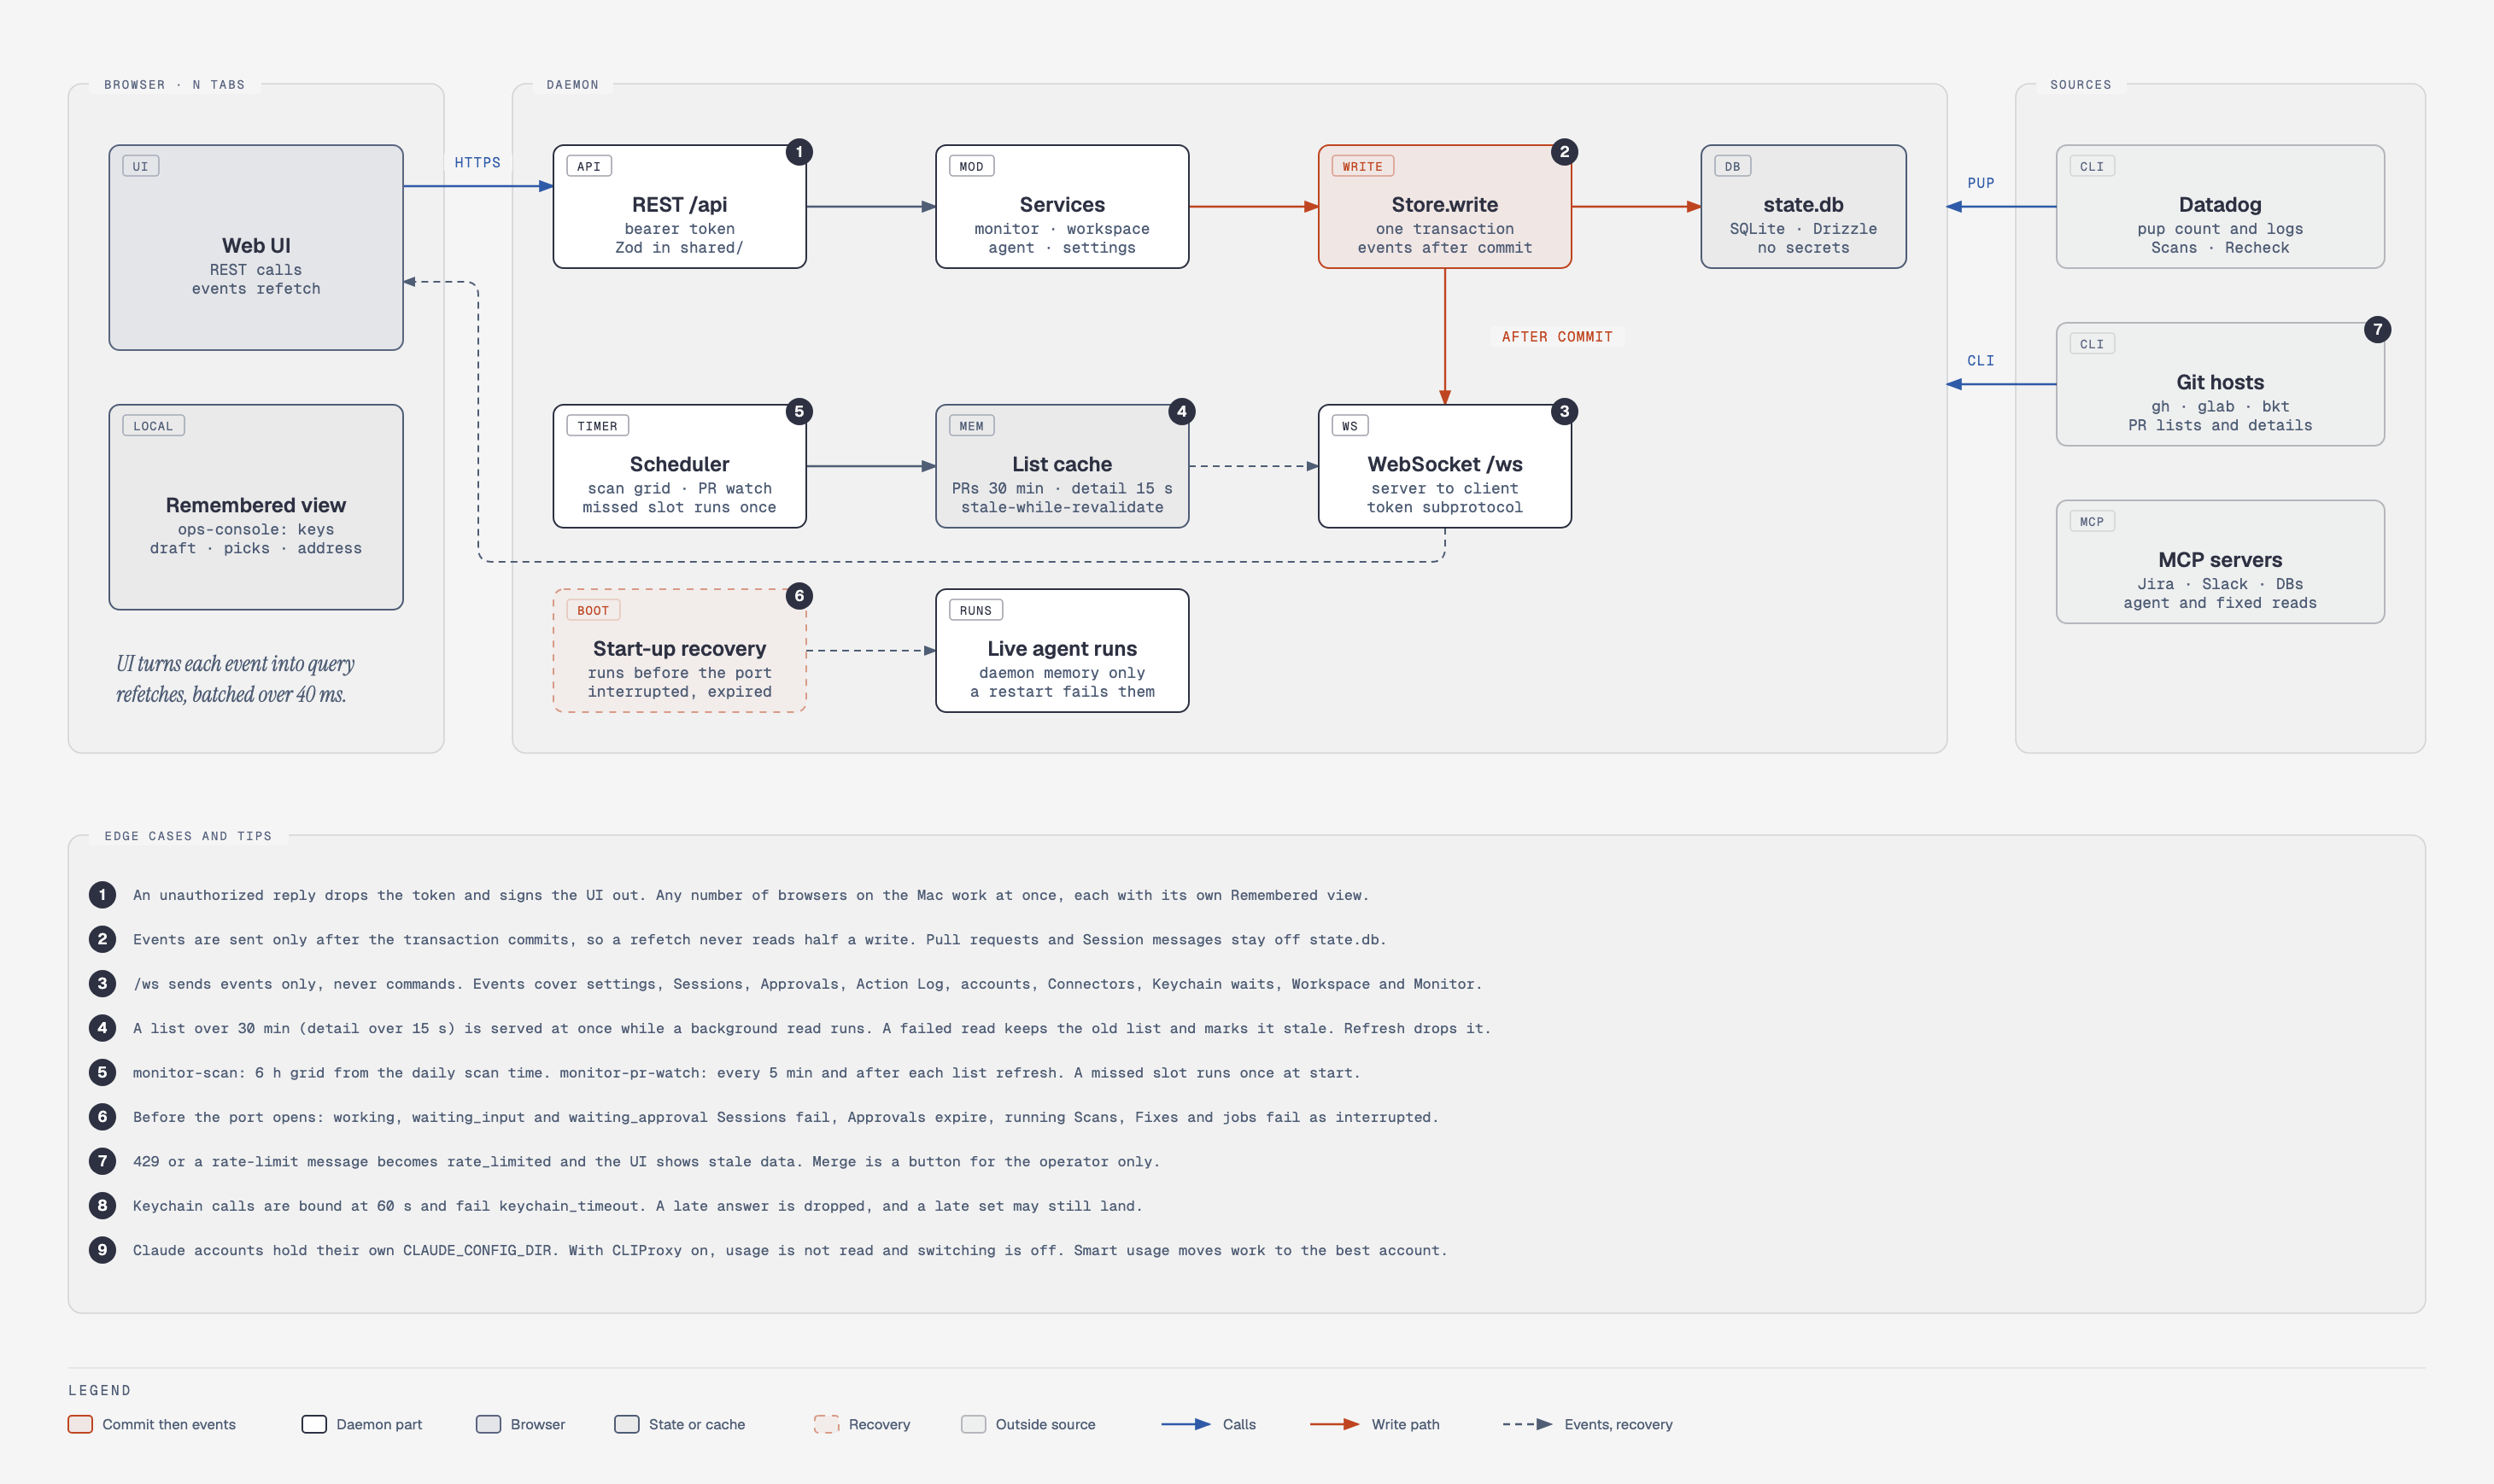 BROWSER · N TABS
DAEMON
SOURCES
UI
Web UI
REST calls
events refetch
HTTPS
API
1
REST /api
bearer token
Zod in shared/
MOD
Services
monitor · workspace
agent · settings
WRITE
2
Store.write
one transaction
events after commit
DB
state.db
SQLite · Drizzle
no secrets
PUP
CLI
Datadog
pup count and logs
Scans · Recheck
AFTER COMMIT
CLI
CLI
7
Git hosts
gh · glab · bkt
PR lists and details
LOCAL
Remembered view
ops-console: keys
draft · picks · address
TIMER
5
Scheduler
scan grid · PR watch
missed slot runs once
MEM
4
List cache
PRs 30 min · detail 15 s
stale-while-revalidate
WS
3
WebSocket /ws
server to client
token subprotocol
MCP
MCP servers
Jira · Slack · DBs
agent and fixed reads
UI turns each event into query
refetches, batched over 40 ms.
BOOT
6
Start-up recovery
runs before the port
interrupted, expired
RUNS
Live agent runs
daemon memory only
a restart fails them
EDGE CASES AND TIPS
1 An unauthorized reply drops the token and signs the UI out. Any number of browsers on the Mac work at once, each with its own Remembered view.
2 Events are sent only after the transaction commits, so a refetch never reads half a write. Pull requests and Session messages stay off state.db.
3 /ws sends events only, never commands. Events cover settings, Sessions, Approvals, Action Log, accounts, Connectors, Keychain waits, Workspace and Monitor.
4 A list over 30 min (detail over 15 s) is served at once while a background read runs. A failed read keeps the old list and marks it stale. Refresh drops it.
5 monitor-scan: 6 h grid from the daily scan time. monitor-pr-watch: every 5 min and after each list refresh. A missed slot runs once at start.
6 Before the port opens: working, waiting_input and waiting_approval Sessions fail, Approvals expire, running Scans, Fixes and jobs fail as interrupted.
7 429 or a rate-limit message becomes rate_limited and the UI shows stale data. Merge is a button for the operator only.
8 Keychain calls are bound at 60 s and fail keychain_timeout. A late answer is dropped, and a late set may still land.
9 Claude accounts hold their own CLAUDE_CONFIG_DIR. With CLIProxy on, usage is not read and switching is off. Smart usage moves work to the best account.
LEGEND
Commit then events
Daemon part
Browser
State or cache
Recovery
Outside source
Calls
Write path
Events, recovery